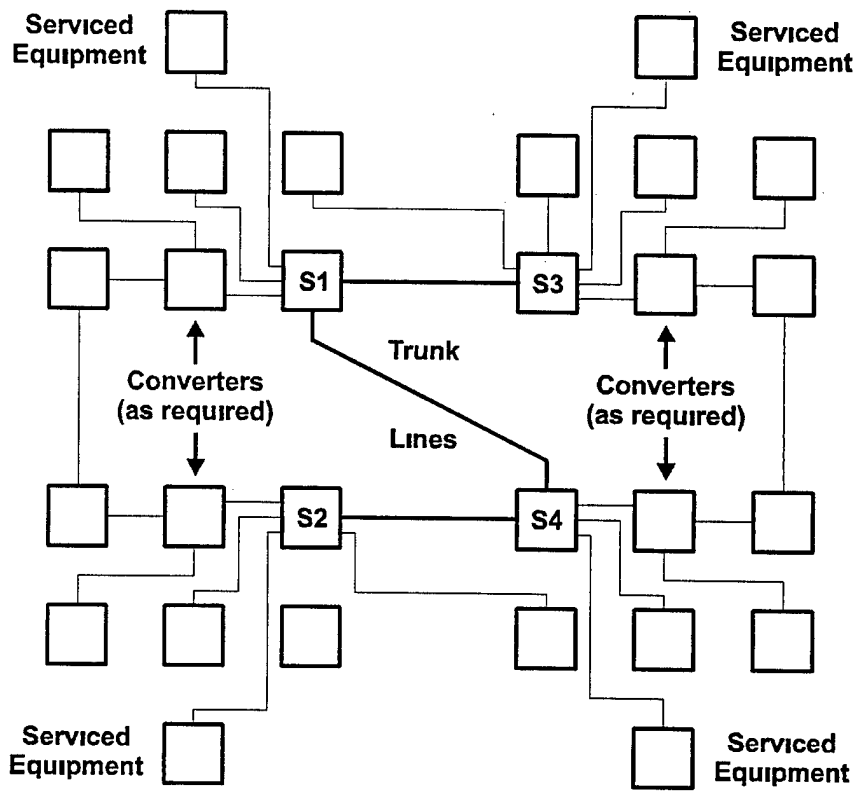 Serviced
Equipment
Serviced
Equipment
S1
S3
Trunk
Converters
(as required)
Converters
(as required)
Lines
S2
S4
Serviced
Equipment
Serviced
Equipment